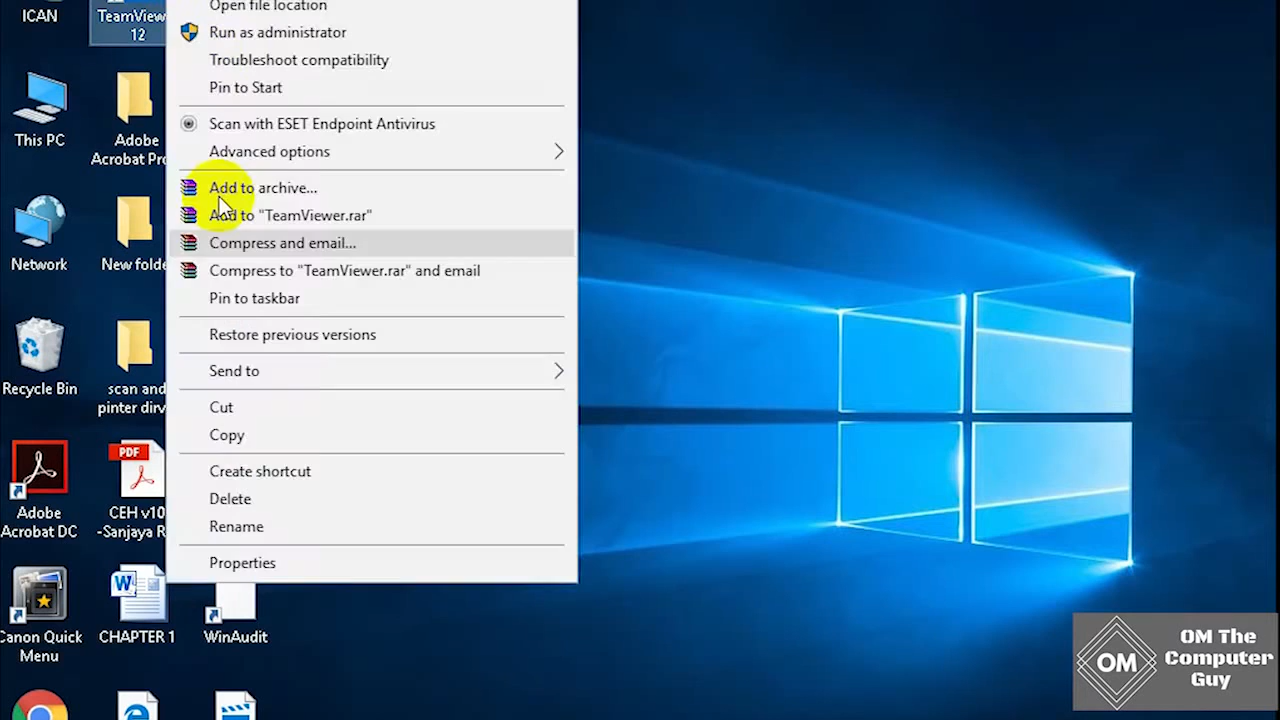 ICAN
TeamView
12
This PC
Adobe
Acrobat Pr
Network
New folde
Recycle Bin
scan and
pinter dirv
Adobe
Acrobat DC
PDF
CEH v10
-Sanjaya R
Canon Quick
Menu
CHAPTER 1
WinAudit
Open file location
Run as administrator
Troubleshoot compatibility
Pin to Start
Scan with ESET Endpoint Antivirus
Advanced options
Add to archive...
Add to "TeamViewer.rar"
Compress and email...
Compress to "TeamViewer.rar" and email
Pin to taskbar
Restore previous versions
Send to
Cut
Copy
Create shortcut
Delete
Rename
Properties
OM
OM The
Computer
Guy